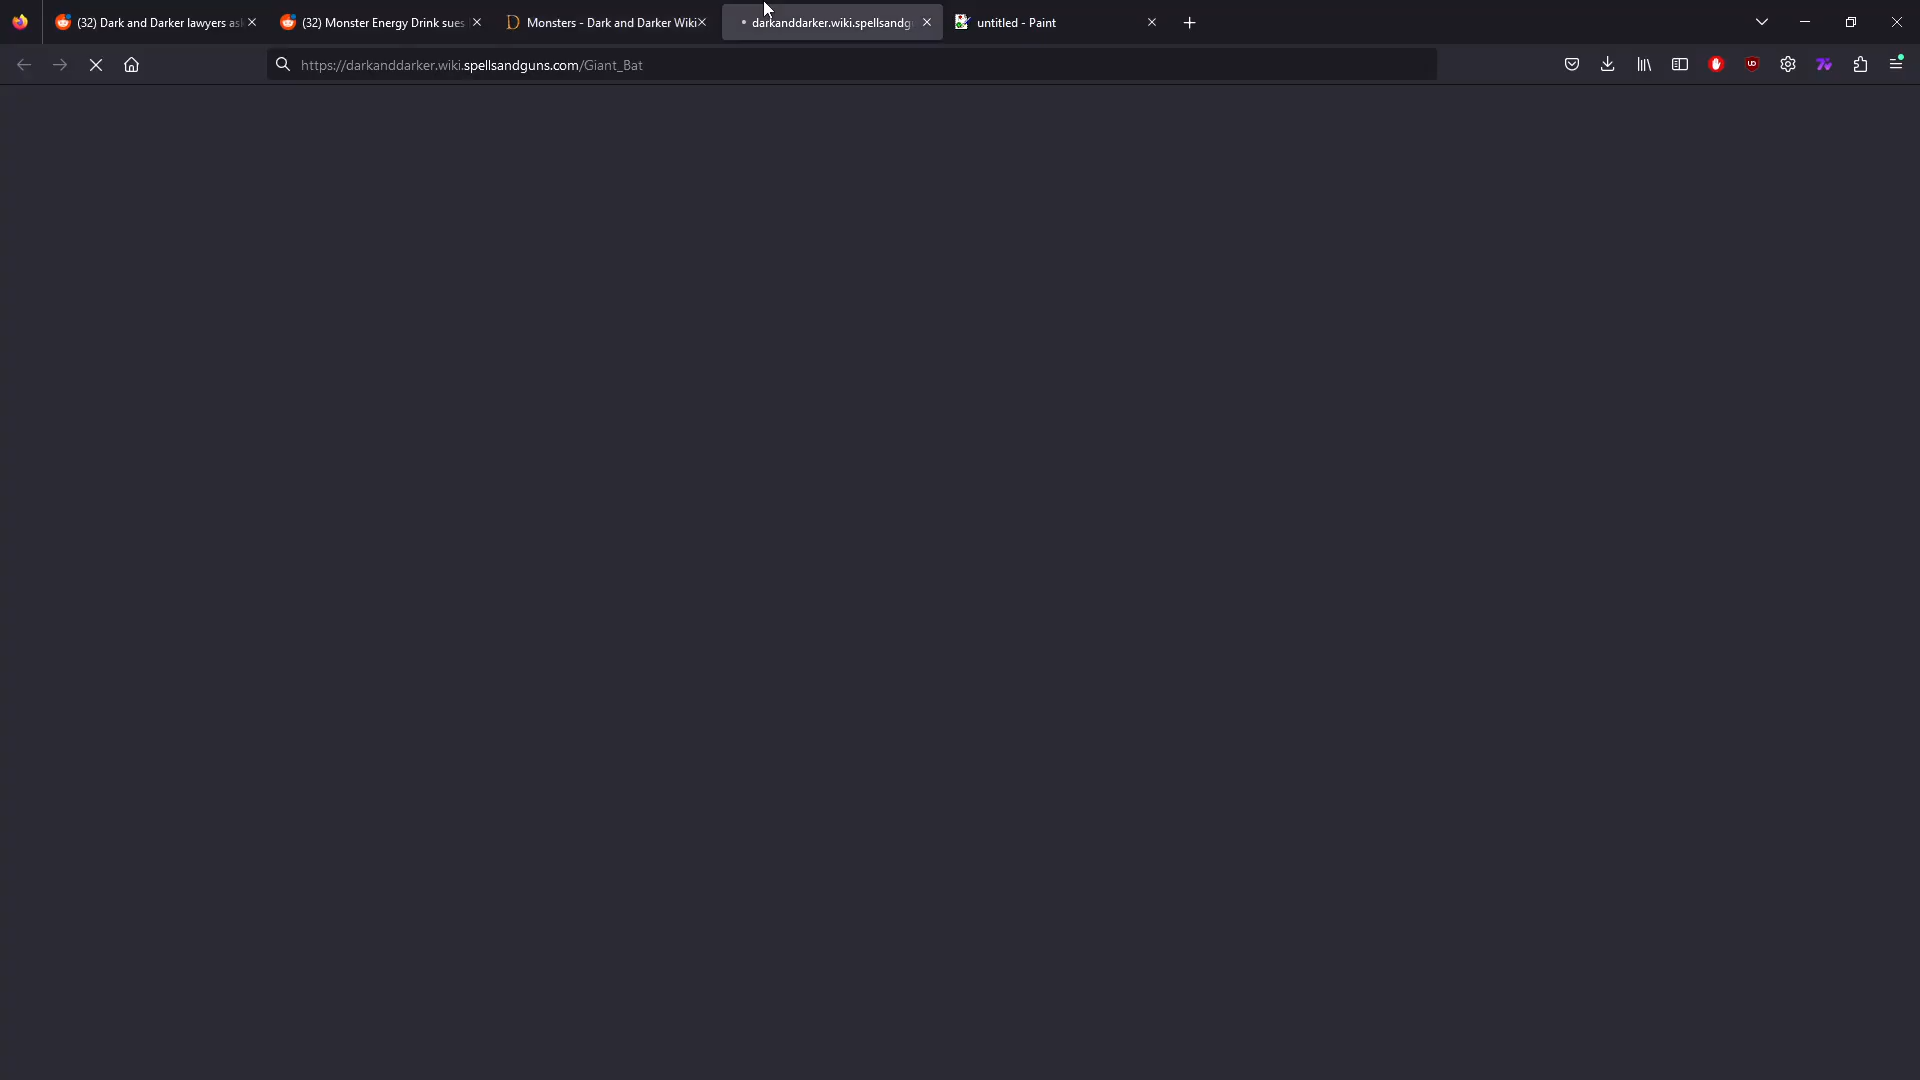 (32) Dark and Darker lawyers as
(32) Monster Energy Drink sues
Monsters - Dark and Darker Wiki
darkanddarker.wiki.spellsandg
untitled - Paint
https://darkanddarker.wiki.spellsandguns.com/Giant_Bat